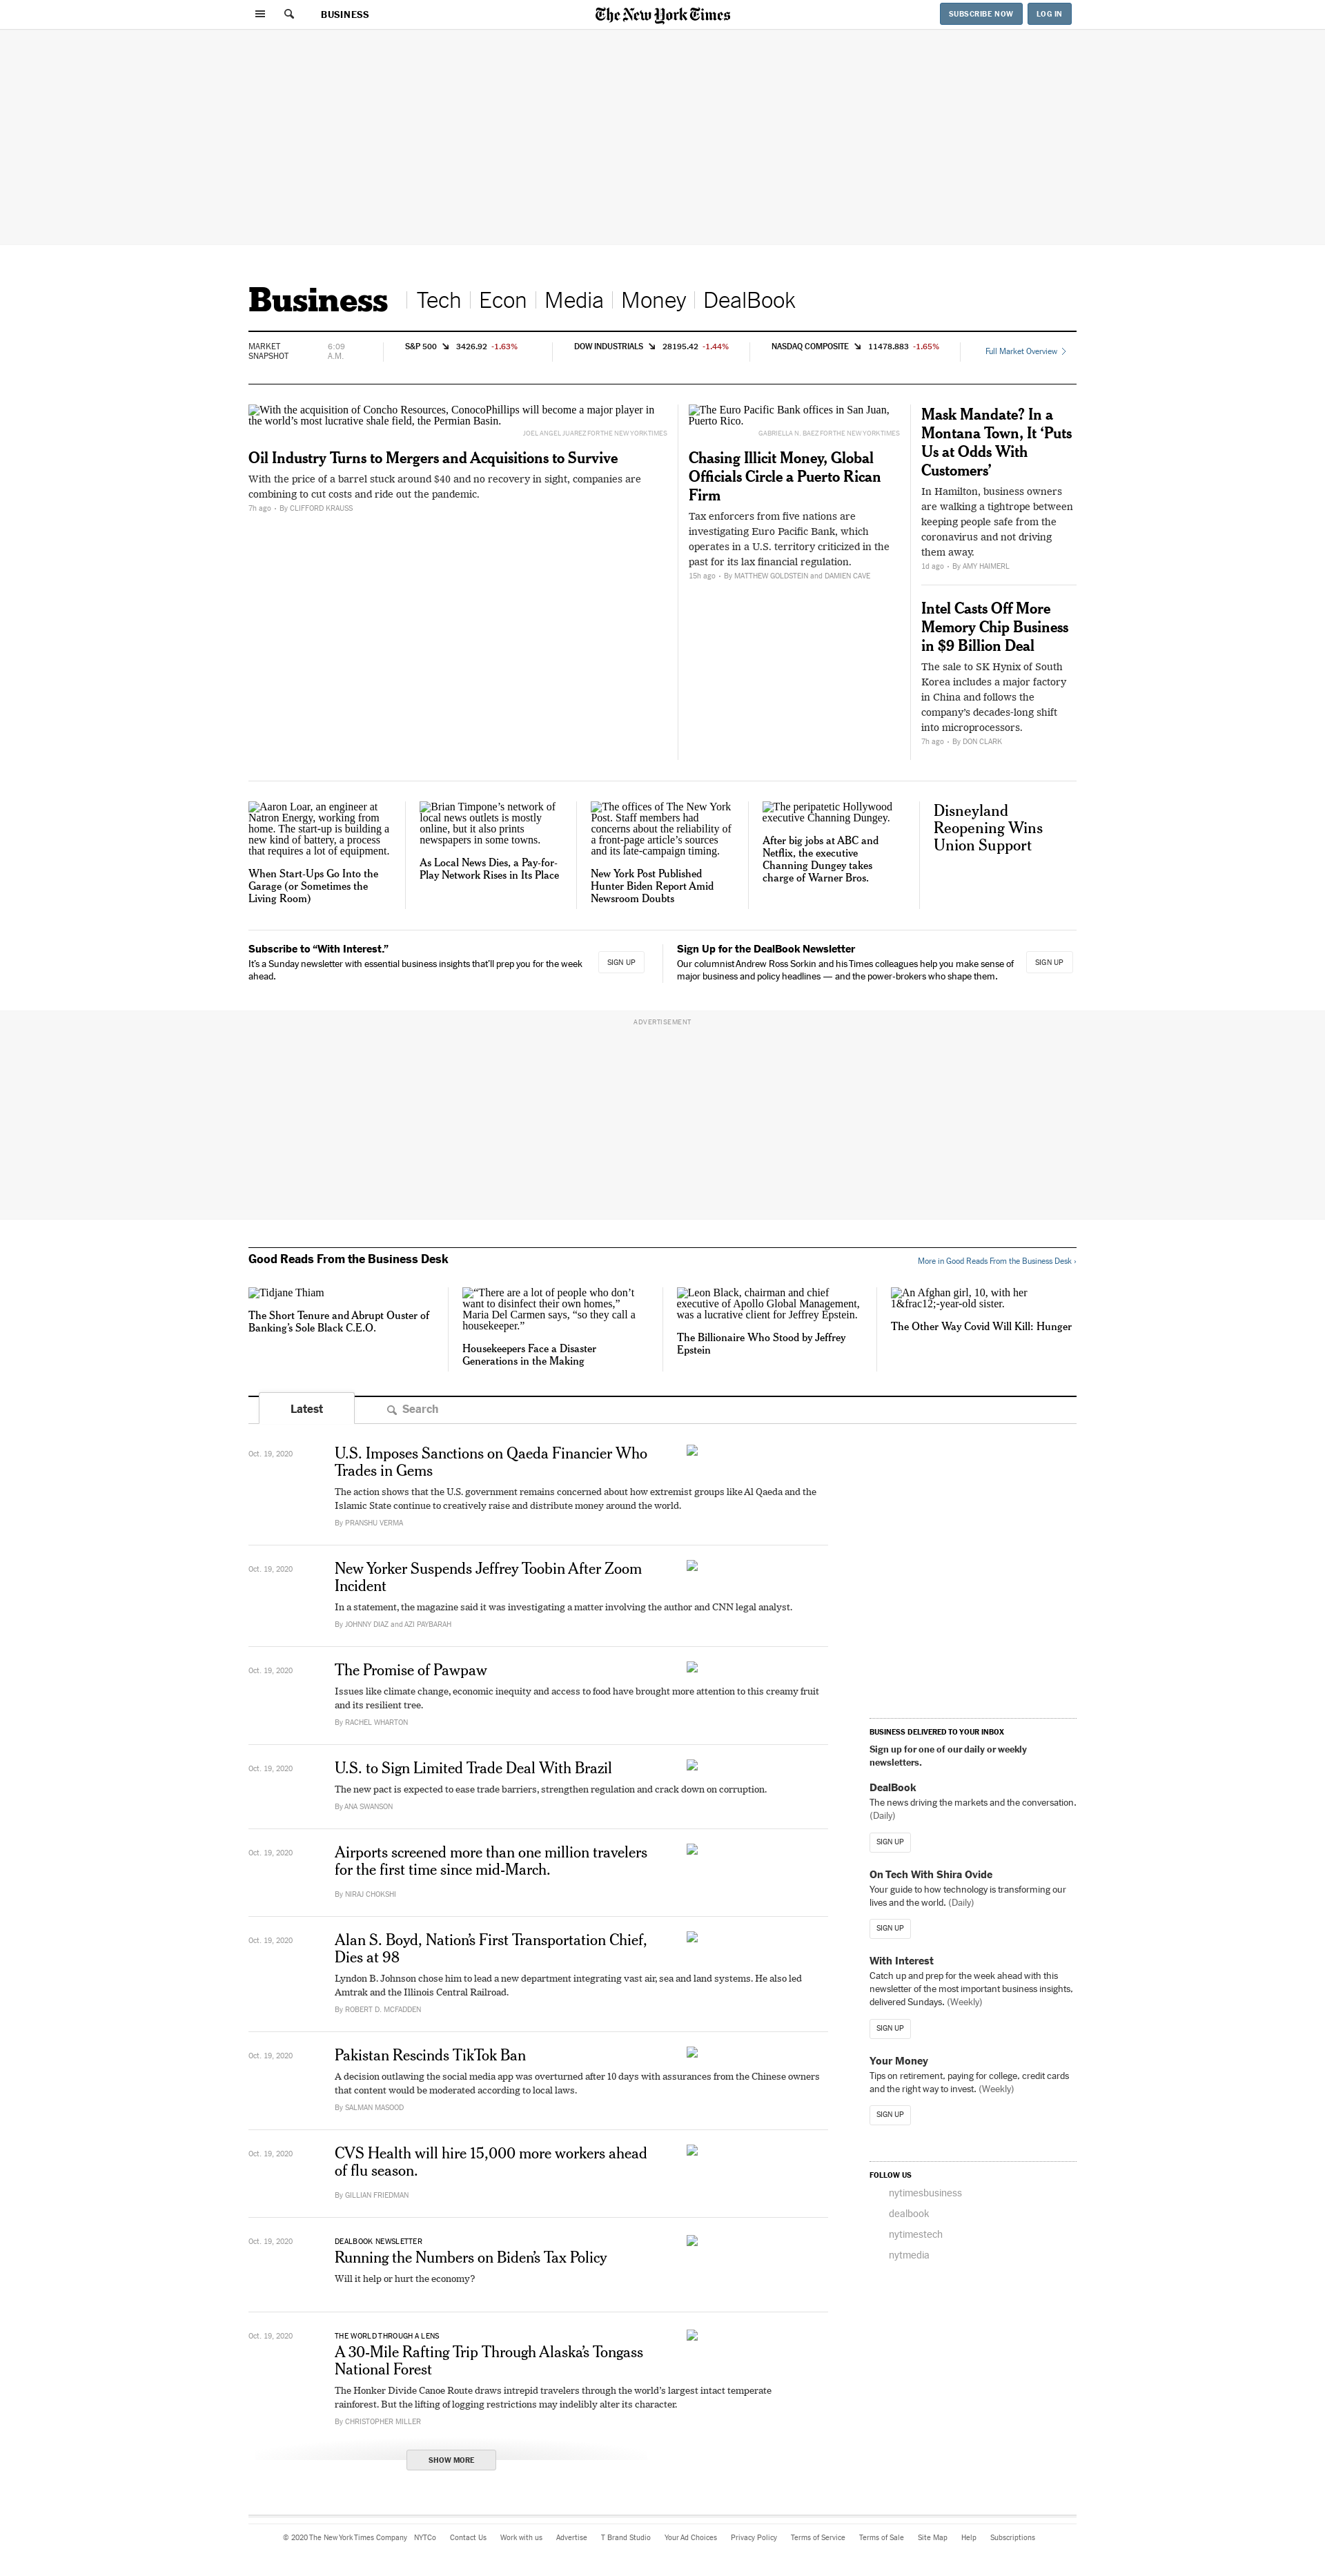 BUSINESS
The New York Times
SUBSCRIBE NOW
LOG IN
Business
Tech
Econ
Media
Money
DealBook
MARKET
SNAPSHOT
6:09
A.M.
S&P 500 3426.92 -1.63%
DOW INDUSTRIALS 28195.42 -1.44%
NASDAQ COMPOSITE 11478.883 -1.65%
Full Market Overview
With the acquisition of Concho Resources, ConocoPhillips will become a major player in
the world’s most lucrative shale field, the Permian Basin.
JOEL ANGEL JUAREZ FOR THE NEW YORK TIMES
Oil Industry Turns to Mergers and Acquisitions to Survive
With the price of a barrel stuck around $40 and no recovery in sight, companies are
combining to cut costs and ride out the pandemic.
7h ago • By CLIFFORD KRAUSS
The Euro Pacific Bank offices in San Juan,
Puerto Rico.
GABRIELLA N. BAEZ FOR THE NEW YORK TIMES
Chasing Illicit Money, Global
Officials Circle a Puerto Rican
Firm
Tax enforcers from five nations are
investigating Euro Pacific Bank, which
operates in a U.S. territory criticized in the
past for its lax financial regulation.
15h ago • By MATTHEW GOLDSTEIN and DAMIEN CAVE
Mask Mandate? In a
Montana Town, It ‘Puts
Us at Odds With
Customers’
In Hamilton, business owners
are walking a tightrope between
keeping people safe from the
coronavirus and not driving
them away.
1d ago • By AMY HAIMERL
Intel Casts Off More
Memory Chip Business
in $9 Billion Deal
The sale to SK Hynix of South
Korea includes a major factory
in China and follows the
company’s decades-long shift
into microprocessors.
7h ago • By DON CLARK
Aaron Loar, an engineer at
Natron Energy, working from
home. The start-up is building a
new kind of battery, a process
that requires a lot of equipment.
When Start-Ups Go Into the
Garage (or Sometimes the
Living Room)
Brian Timpone’s network of
local news outlets is mostly
online, but it also prints
newspapers in some towns.
As Local News Dies, a Pay-for-
Play Network Rises in Its Place
The offices of The New York
Post. Staff members had
concerns about the reliability of
a front-page article’s sources
and its late-campaign timing.
New York Post Published
Hunter Biden Report Amid
Newsroom Doubts
The peripatetic Hollywood
executive Channing Dungey.
After big jobs at ABC and
Netflix, the executive
Channing Dungey takes
charge of Warner Bros.
Disneyland
Reopening Wins
Union Support
Subscribe to “With Interest.”
It’s a Sunday newsletter with essential business insights that’ll prep you for the week
ahead.
SIGN UP
Sign Up for the DealBook Newsletter
Our columnist Andrew Ross Sorkin and his Times colleagues help you make sense of
major business and policy headlines — and the power-brokers who shape them.
SIGN UP
ADVERTISEMENT
Good Reads From the Business Desk
More in Good Reads From the Business Desk ›
Tidjane Thiam
The Short Tenure and Abrupt Ouster of
Banking’s Sole Black C.E.O.
“There are a lot of people who don’t
want to disinfect their own homes,”
Maria Del Carmen says, “so they call a
housekeeper.”
Housekeepers Face a Disaster
Generations in the Making
Leon Black, chairman and chief
executive of Apollo Global Management,
was a lucrative client for Jeffrey Epstein.
The Billionaire Who Stood by Jeffrey
Epstein
An Afghan girl, 10, with her
1&frac12;-year-old sister.
The Other Way Covid Will Kill: Hunger
Latest
Search
Oct. 19, 2020
U.S. Imposes Sanctions on Qaeda Financier Who
Trades in Gems
The action shows that the U.S. government remains concerned about how extremist groups like Al Qaeda and the
Islamic State continue to creatively raise and distribute money around the world.
By PRANSHU VERMA
Oct. 19, 2020
New Yorker Suspends Jeffrey Toobin After Zoom
Incident
In a statement, the magazine said it was investigating a matter involving the author and CNN legal analyst.
By JOHNNY DIAZ and AZI PAYBARAH
Oct. 19, 2020
The Promise of Pawpaw
Issues like climate change, economic inequity and access to food have brought more attention to this creamy fruit
and its resilient tree.
By RACHEL WHARTON
Oct. 19, 2020
U.S. to Sign Limited Trade Deal With Brazil
The new pact is expected to ease trade barriers, strengthen regulation and crack down on corruption.
By ANA SWANSON
Oct. 19, 2020
Airports screened more than one million travelers
for the first time since mid-March.
By NIRAJ CHOKSHI
Oct. 19, 2020
Alan S. Boyd, Nation’s First Transportation Chief,
Dies at 98
Lyndon B. Johnson chose him to lead a new department integrating vast air, sea and land systems. He also led
Amtrak and the Illinois Central Railroad.
By ROBERT D. MCFADDEN
Oct. 19, 2020
Pakistan Rescinds TikTok Ban
A decision outlawing the social media app was overturned after 10 days with assurances from the Chinese owners
that content would be moderated according to local laws.
By SALMAN MASOOD
Oct. 19, 2020
CVS Health will hire 15,000 more workers ahead
of flu season.
By GILLIAN FRIEDMAN
Oct. 19, 2020
DEALBOOK NEWSLETTER
Running the Numbers on Biden’s Tax Policy
Will it help or hurt the economy?
Oct. 19, 2020
THE WORLD THROUGH A LENS
A 30-Mile Rafting Trip Through Alaska’s Tongass
National Forest
The Honker Divide Canoe Route draws intrepid travelers through the world’s largest intact temperate
rainforest. But the lifting of logging restrictions may indelibly alter its character.
By CHRISTOPHER MILLER
SHOW MORE
BUSINESS DELIVERED TO YOUR INBOX
Sign up for one of our daily or weekly
newsletters.
DealBook
The news driving the markets and the conversation.
(Daily)
SIGN UP
On Tech With Shira Ovide
Your guide to how technology is transforming our
lives and the world. (Daily)
SIGN UP
With Interest
Catch up and prep for the week ahead with this
newsletter of the most important business insights,
delivered Sundays. (Weekly)
SIGN UP
Your Money
Tips on retirement, paying for college, credit cards
and the right way to invest. (Weekly)
SIGN UP
FOLLOW US
nytimesbusiness
dealbook
nytimestech
nytmedia
© 2020 The New York Times Company NYTCo Contact Us Work with us Advertise T Brand Studio Your Ad Choices Privacy Policy Terms of Service Terms of Sale Site Map Help Subscriptions